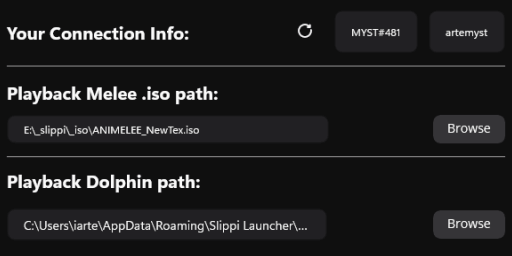 Your Connection Info:
MYST#481
artemyst
Playback Melee .iso path:
E:\_slippi\_iso\ANIMELEE_NewTex.iso
Browse
Playback Dolphin path:
C:\Users\iarte\AppData\Roaming\Slippi Launcher\...
Browse